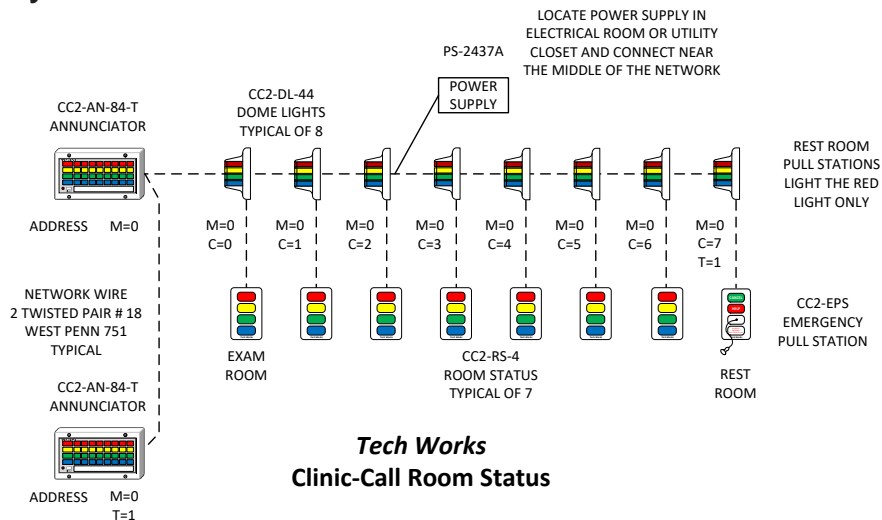 LOCATE POWER SUPPLY IN
ELECTRICAL ROOM OR UTILITY
CLOSET AND CONNECT NEAR
THE MIDDLE OF THE NETWORK
PS-2437A
POWER
SUPPLY
CC2-DL-44
DOME LIGHTS
TYPICAL OF 8
CC2-AN-84-T
ANNUNCIATOR
REST ROOM
PULL STATIONS
LIGHT THE RED
LIGHT ONLY
ADDRESS M=0
M=0
C=0
M=0
C=1
M=0
C=2
M=0
C=3
M=0
C=4
M=0
C=5
M=0
C=6
M=0
C=7
T=1
NETWORK WIRE
2 TWISTED PAIR # 18
WEST PENN 751
TYPICAL
CANCEL
HELP
CC2-EPS
EMERGENCY
PULL STATION
EXAM
ROOM
CC2-RS-4
ROOM STATUS
TYPICAL OF 7
REST
ROOM
CC2-AN-84-T
ANNUNCIATOR
ADDRESS M=0
T=1
Tech Works
Clinic-Call Room Status